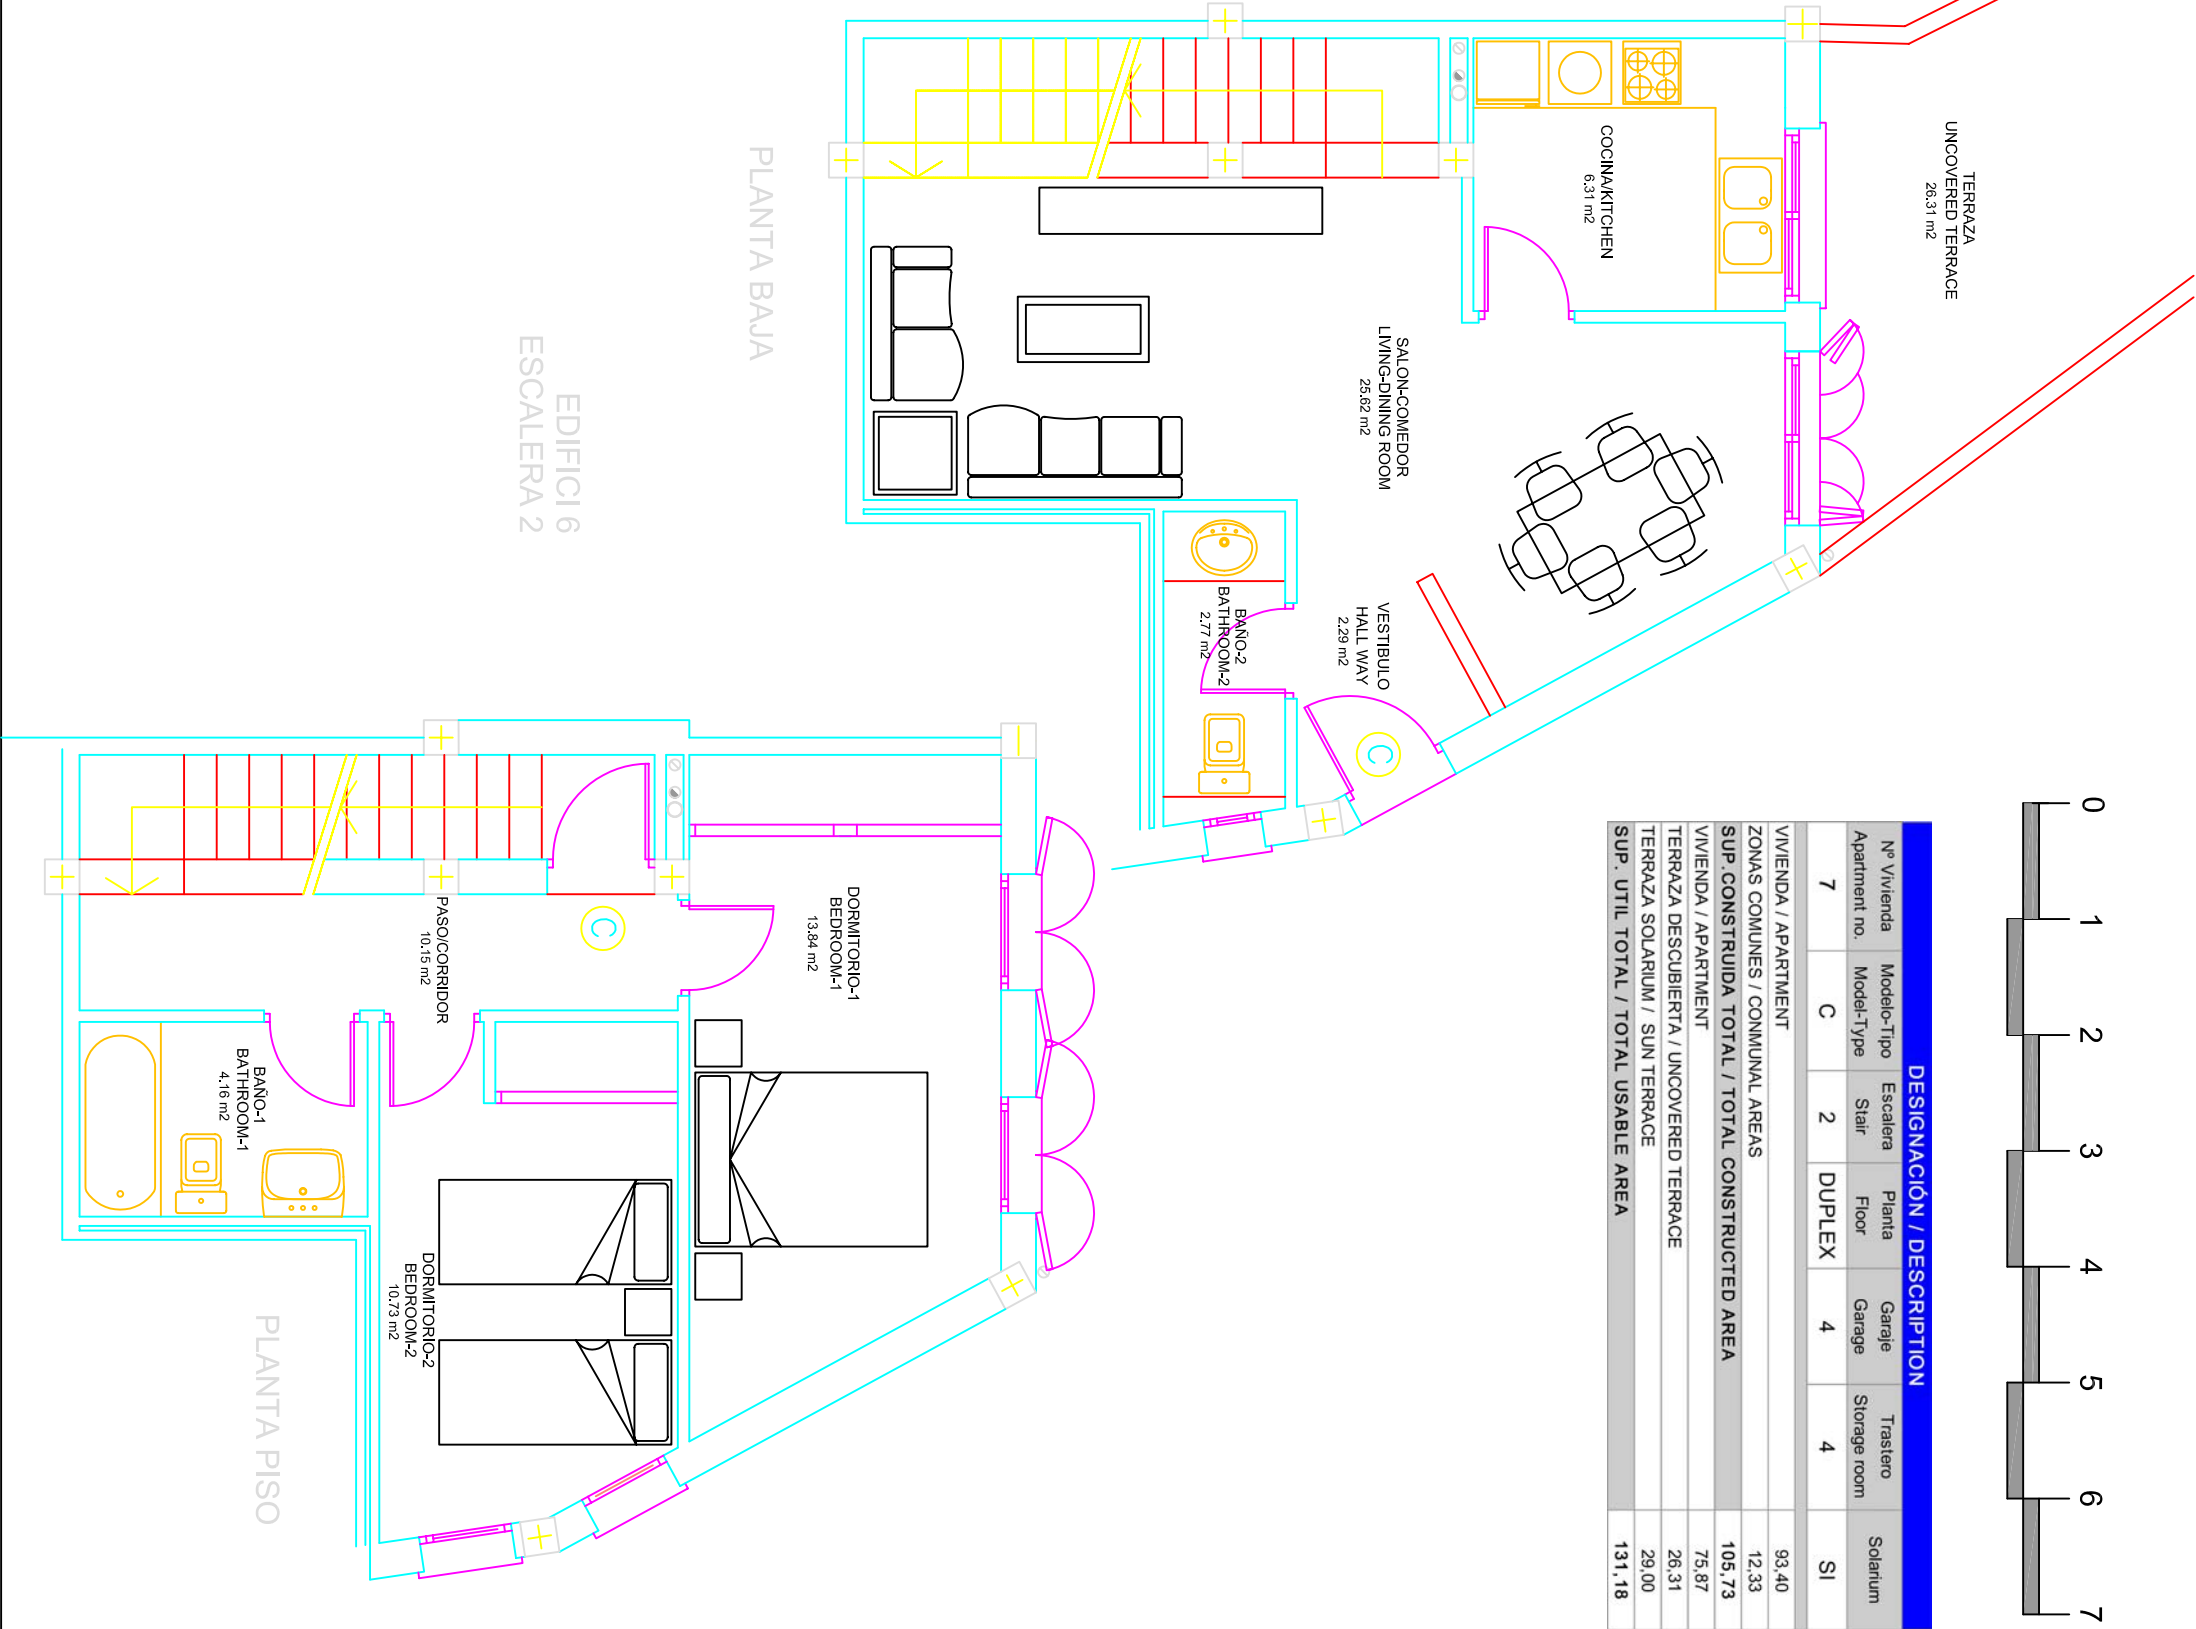 TERRAZA
UNCOVERED TERRACE
26.31 m2
COCINA/KITCHEN
6.31 m2
SALON-COMEDOR
LIVING-DINING ROOM
25.62 m2
VESTIBULO
HALL WAY
2.29 m2
BAÑO-2
BATHROOM-2
2.77 m2
C
PLANTA BAJA
EDIFICI 6
ESCALERA 2
DORMITORIO-1
BEDROOM-1
13.84 m2
PASO/CORRIDOR
10.15 m2
C
BAÑO-1
BATHROOM-1
4.16 m2
DORMITORIO-2
BEDROOM-2
10.73 m2
PLANTA PISO
0 1 2 3 4 5 6 7
DESIGNACIÓN / DESCRIPTION
Nº Vivienda Modelo-Tipo Escalera Planta Garaje Trastero Solarium
Apartment no. Model-Type Stair Floor Garage Storage room
7 C 2 DUPLEX 4 4 SI
VIVIENDA / APARTMENT 93,40
ZONAS COMUNES / CONMUNAL AREAS 12,33
SUP.CONSTRUIDA TOTAL / TOTAL CONSTRUCTED AREA 105,73
VIVIENDA / APARTMENT 75,87
TERRAZA DESCUBIERTA / UNCOVERED TERRACE 26,31
TERRAZA SOLARIUM / SUN TERRACE 29,00
SUP. UTIL TOTAL / TOTAL USABLE AREA 131,18